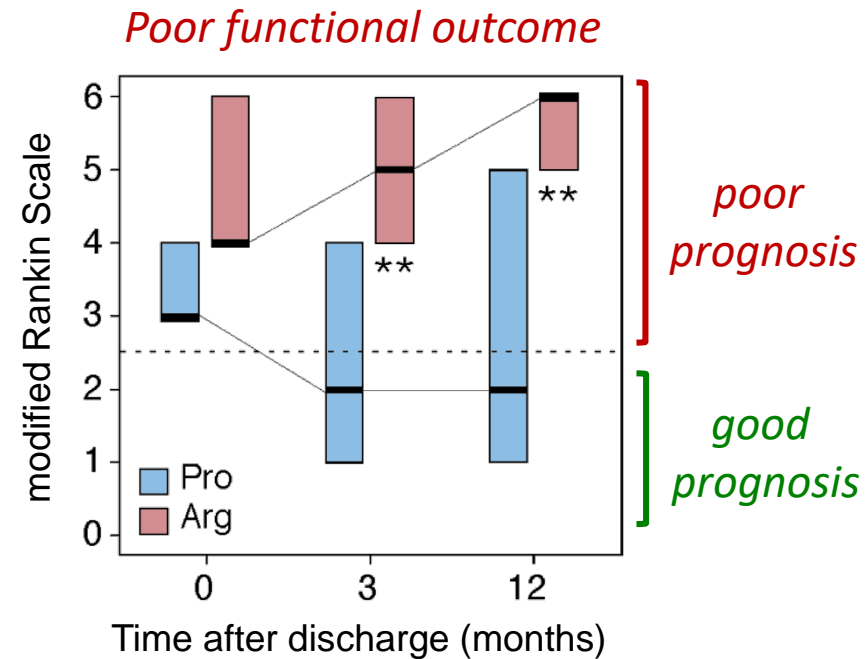 Poor functional outcome
modified Rankin Scale
6
5
4
3
2
1
0
**
**
Pro
Arg
0 3 12
Time after discharge (months)
poor
prognosis
good
prognosis